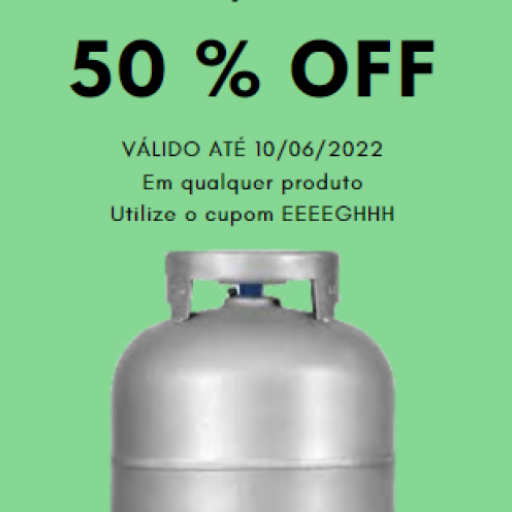 50 % OFF
VÁLIDO ATÉ 10/06/2022
Em qualquer produto
Utilize o cupom EEEEGHHH